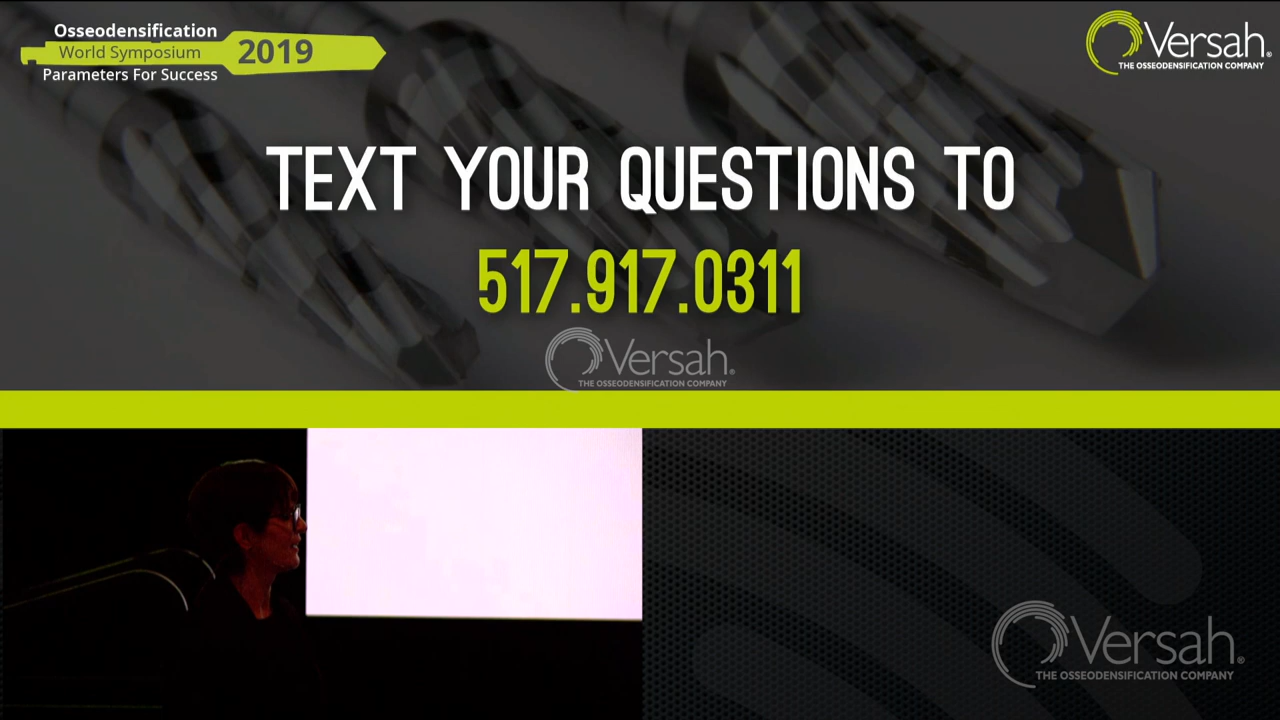 Osseodensification
World Symposium
Parameters For Success
2019
Versah®
THE OSSEODENSIFICATION COMPANY
TEXT YOUR QUESTIONS TO
517.917.0311
Versah®
THE OSSEODENSIFICATION COMPANY
Versah®
THE OSSEODENSIFICATION COMPANY